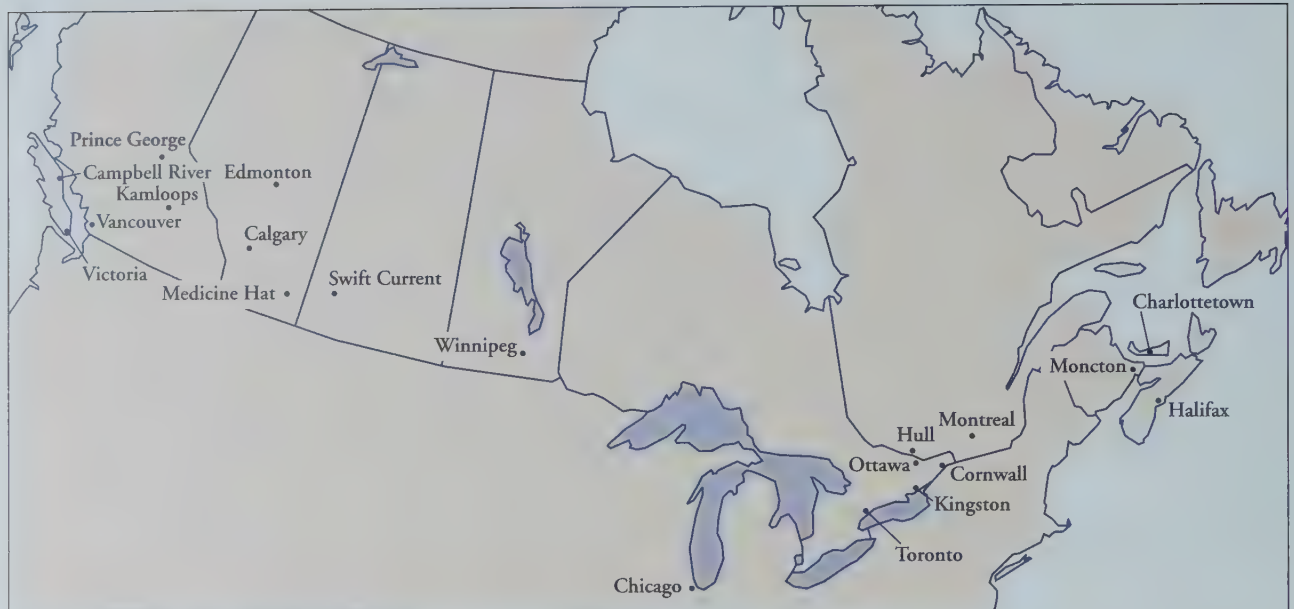 Prince George
Campbell River
Edmonton
Kamloops
Vancouver
Calgary
Victoria
Swift Current
Medicine Hat
Winnipeg
Charlottetown
Moncton
Halifax
Montreal
Hull
Ottawa
Cornwall
Kingston
Toronto
Chicago